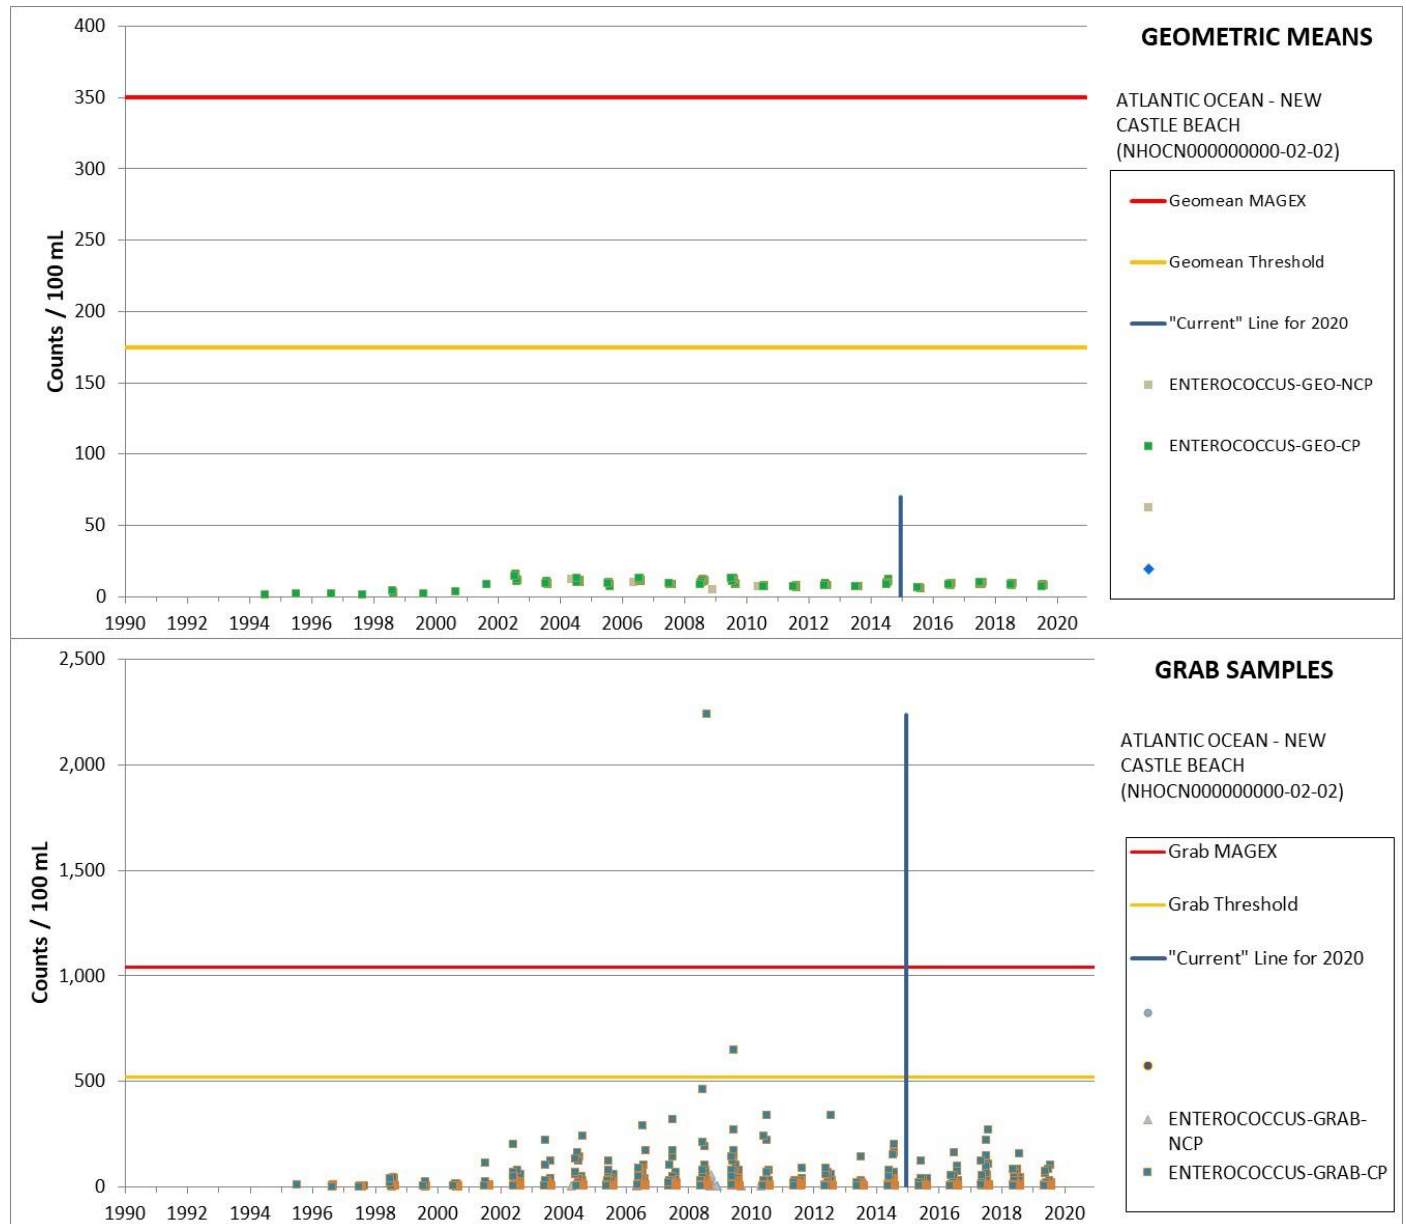 GEOMETRIC MEANS
ATLANTIC OCEAN - NEW
CASTLE BEACH
(NHOCN000000000-02-02)
Counts / 100 mL
400
350
300
250
200
150
100
50
0
1990 1992 1994 1996 1998 2000 2002 2004 2006 2008 2010 2012 2014 2016 2018 2020
Geomean MAGEX
Geomean Threshold
"Current" Line for 2020
ENTEROCOCCUS-GEO-NCP
ENTEROCOCCUS-GEO-CP
GRAB SAMPLES
ATLANTIC OCEAN - NEW
CASTLE BEACH
(NHOCN000000000-02-02)
Counts / 100 mL
2,500
2,000
1,500
1,000
500
0
1990 1992 1994 1996 1998 2000 2002 2004 2006 2008 2010 2012 2014 2016 2018 2020
Grab MAGEX
Grab Threshold
"Current" Line for 2020
ENTEROCOCCUS-GRAB-
NCP
ENTEROCOCCUS-GRAB-CP